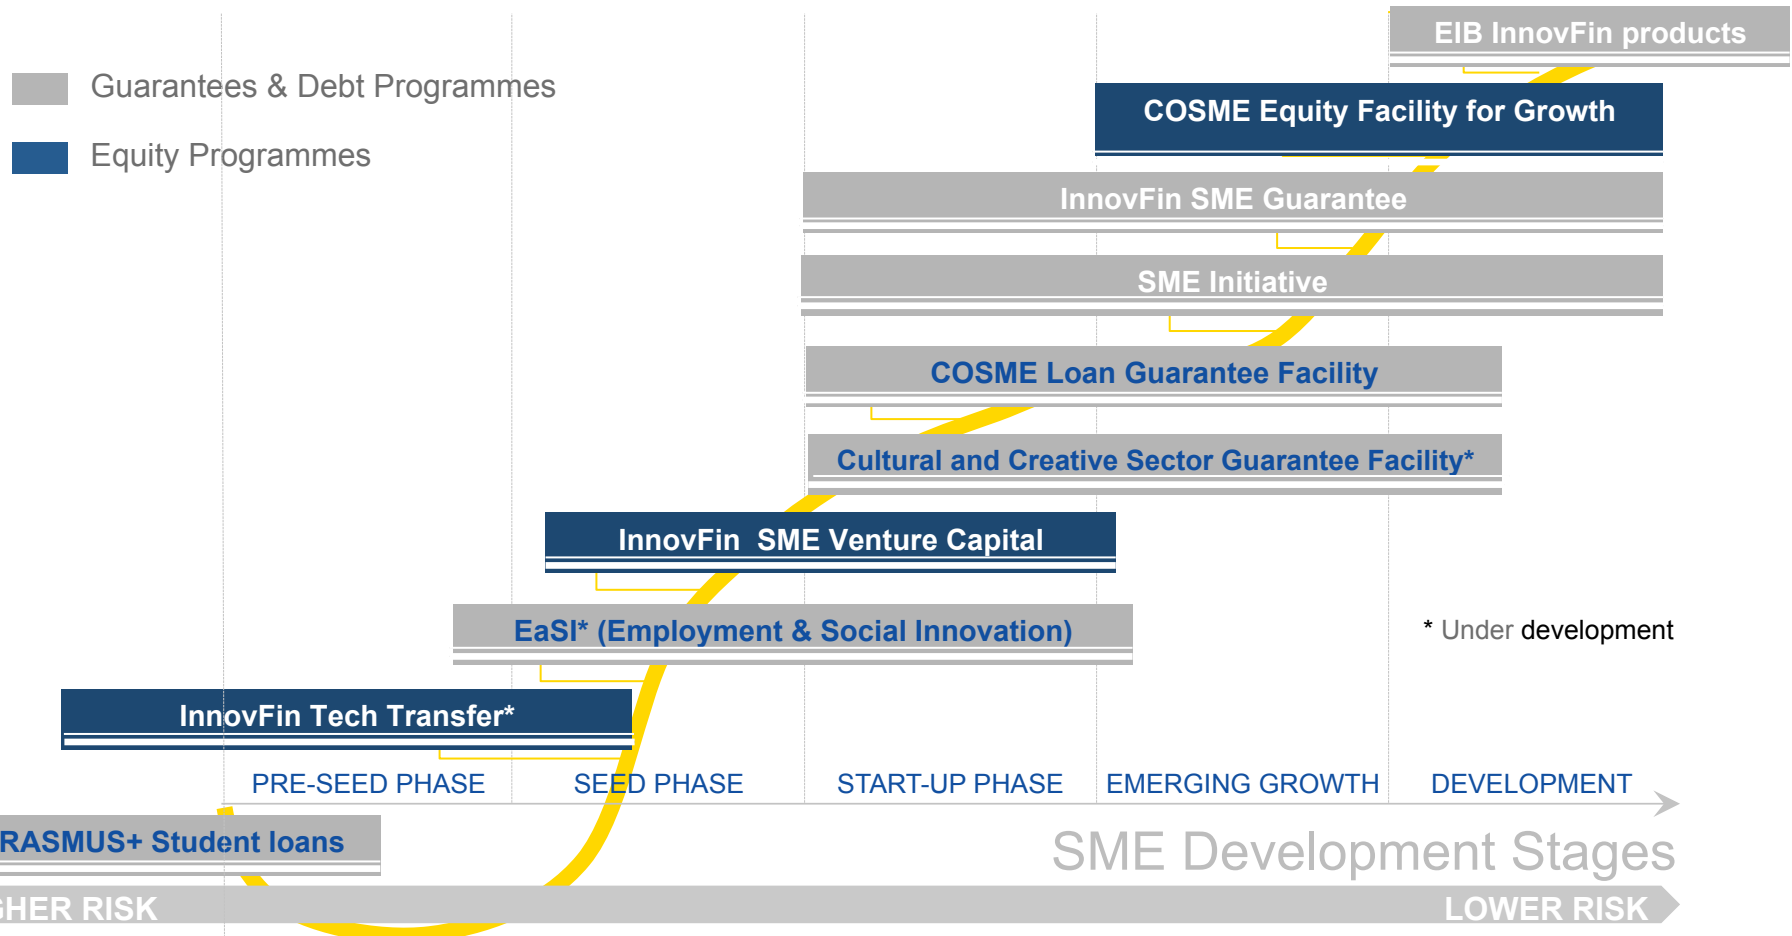 EIB InnovFin products
Guarantees & Debt Programmes
COSME Equity Facility for Growth
Equity Programmes
InnovFin SME Guarantee
SME Initiative
COSME Loan Guarantee Facility
Cultural and Creative Sector Guarantee Facility*
InnovFin SME Venture Capital
EaSI* (Employment & Social Innovation)
* Under development
InnovFin Tech Transfer*
PRE-SEED PHASE SEED PHASE START-UP PHASE EMERGING GROWTH DEVELOPMENT
RASMUS+ Student loans
SME Development Stages
GHER RISK LOWER RISK